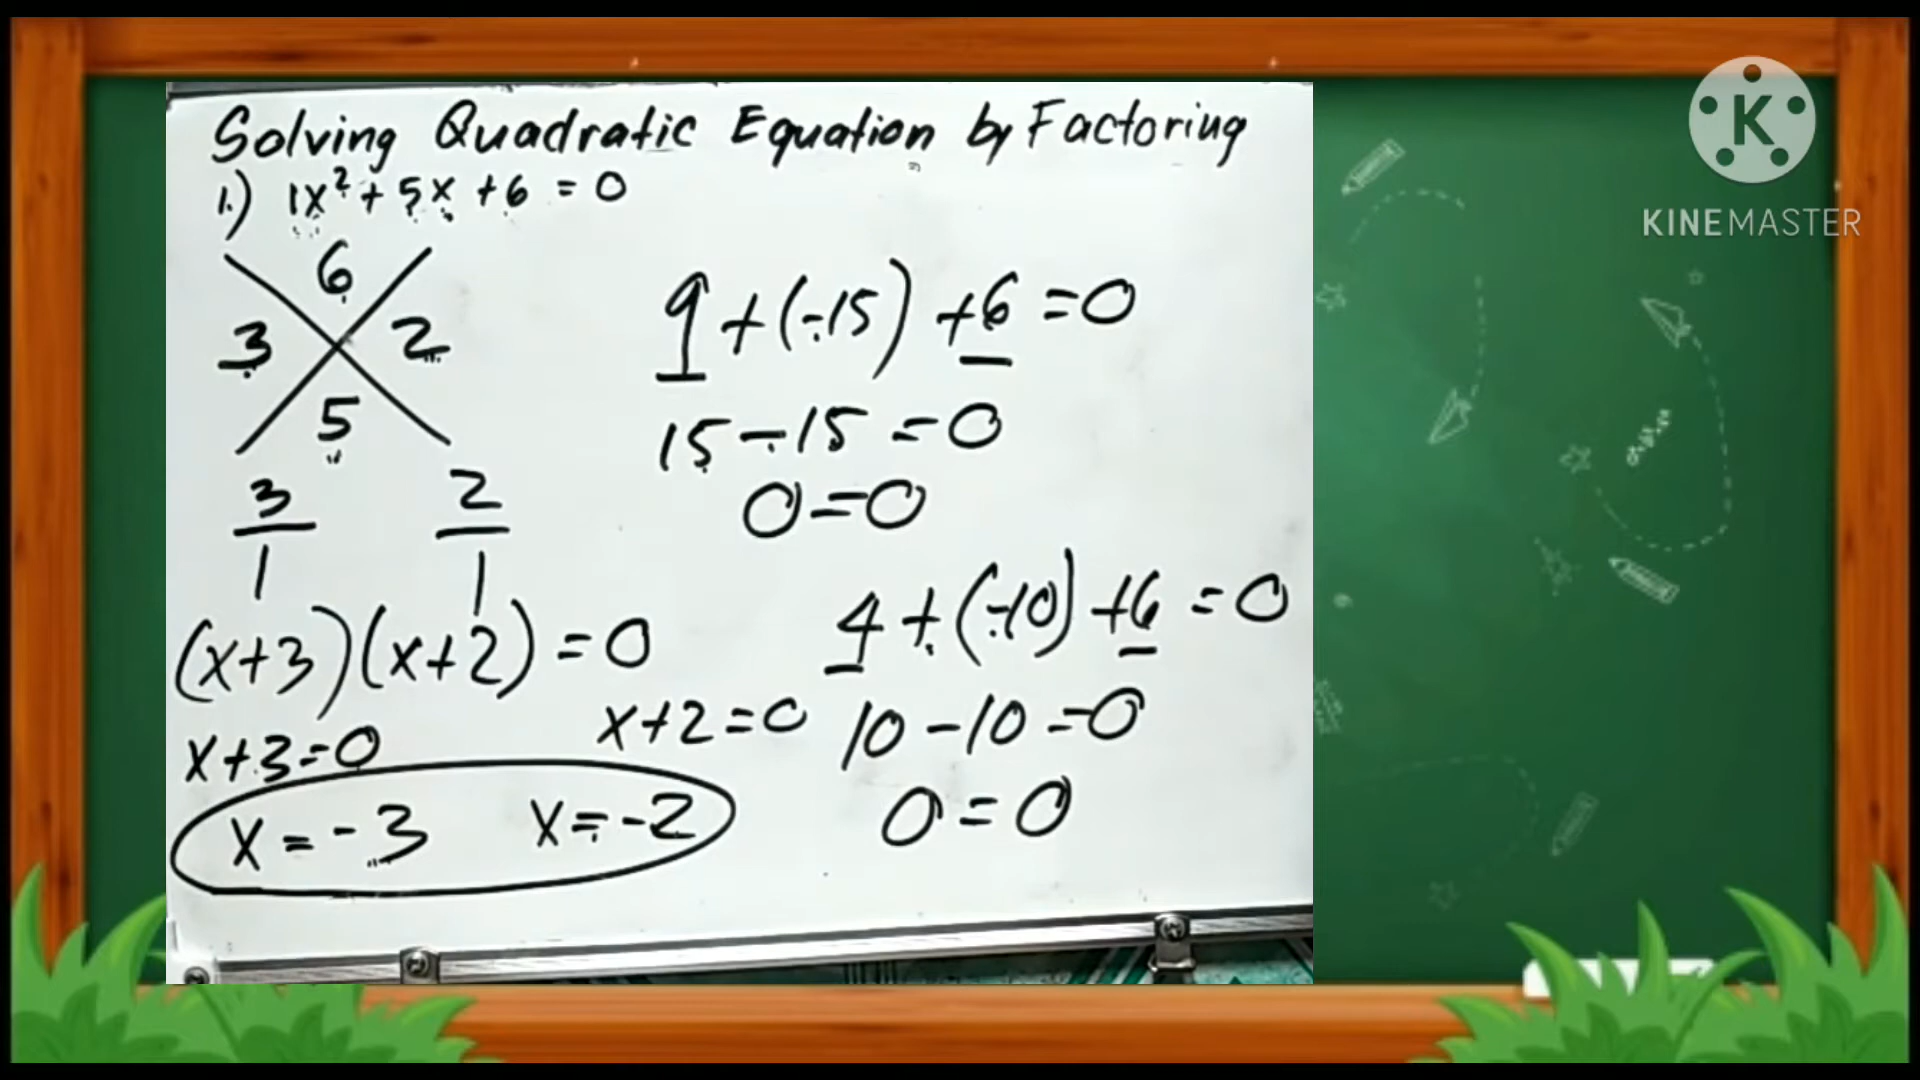 Solving Quadratic Equation by Factoring
1.) 1x² + 5x + 6 = 0
6
3 2
5
3 2
1 1
(x+3)(x+2) = 0
x+3=0 x+2=0
x = -3 x = -2
9 + (-15) + 6 = 0
15 - 15 = 0
0 = 0
4 + (-10) + 6 = 0
10 - 10 = 0
0 = 0
K
KINEMASTER